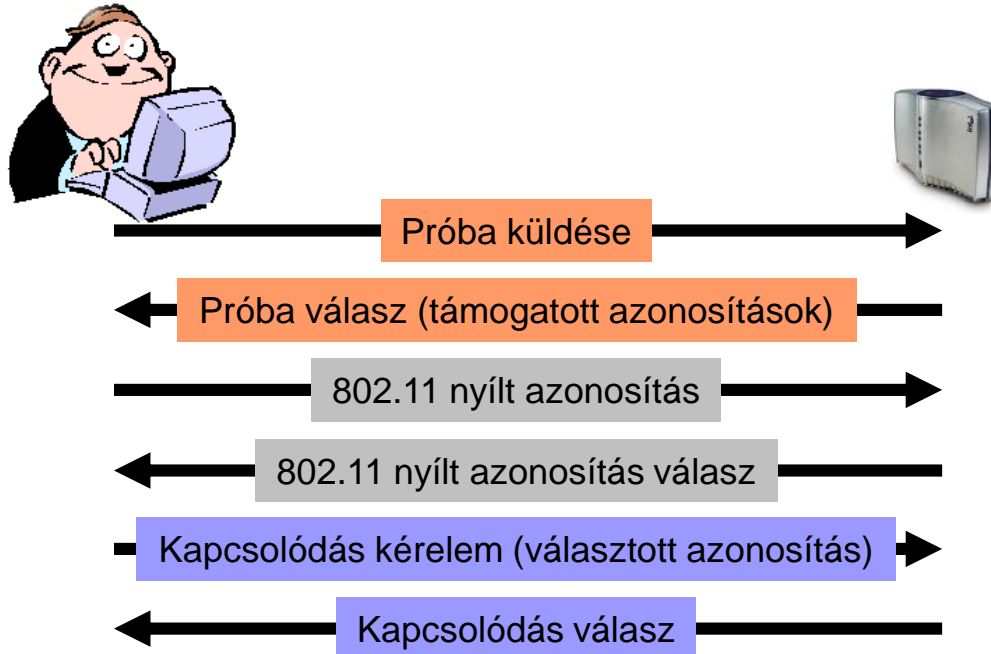 Próba küldése
Próba válasz (támogatott azonosítások)
802.11 nyílt azonosítás
802.11 nyílt azonosítás válasz
Kapcsolódás kérelem (választott azonosítás)
Kapcsolódás válasz